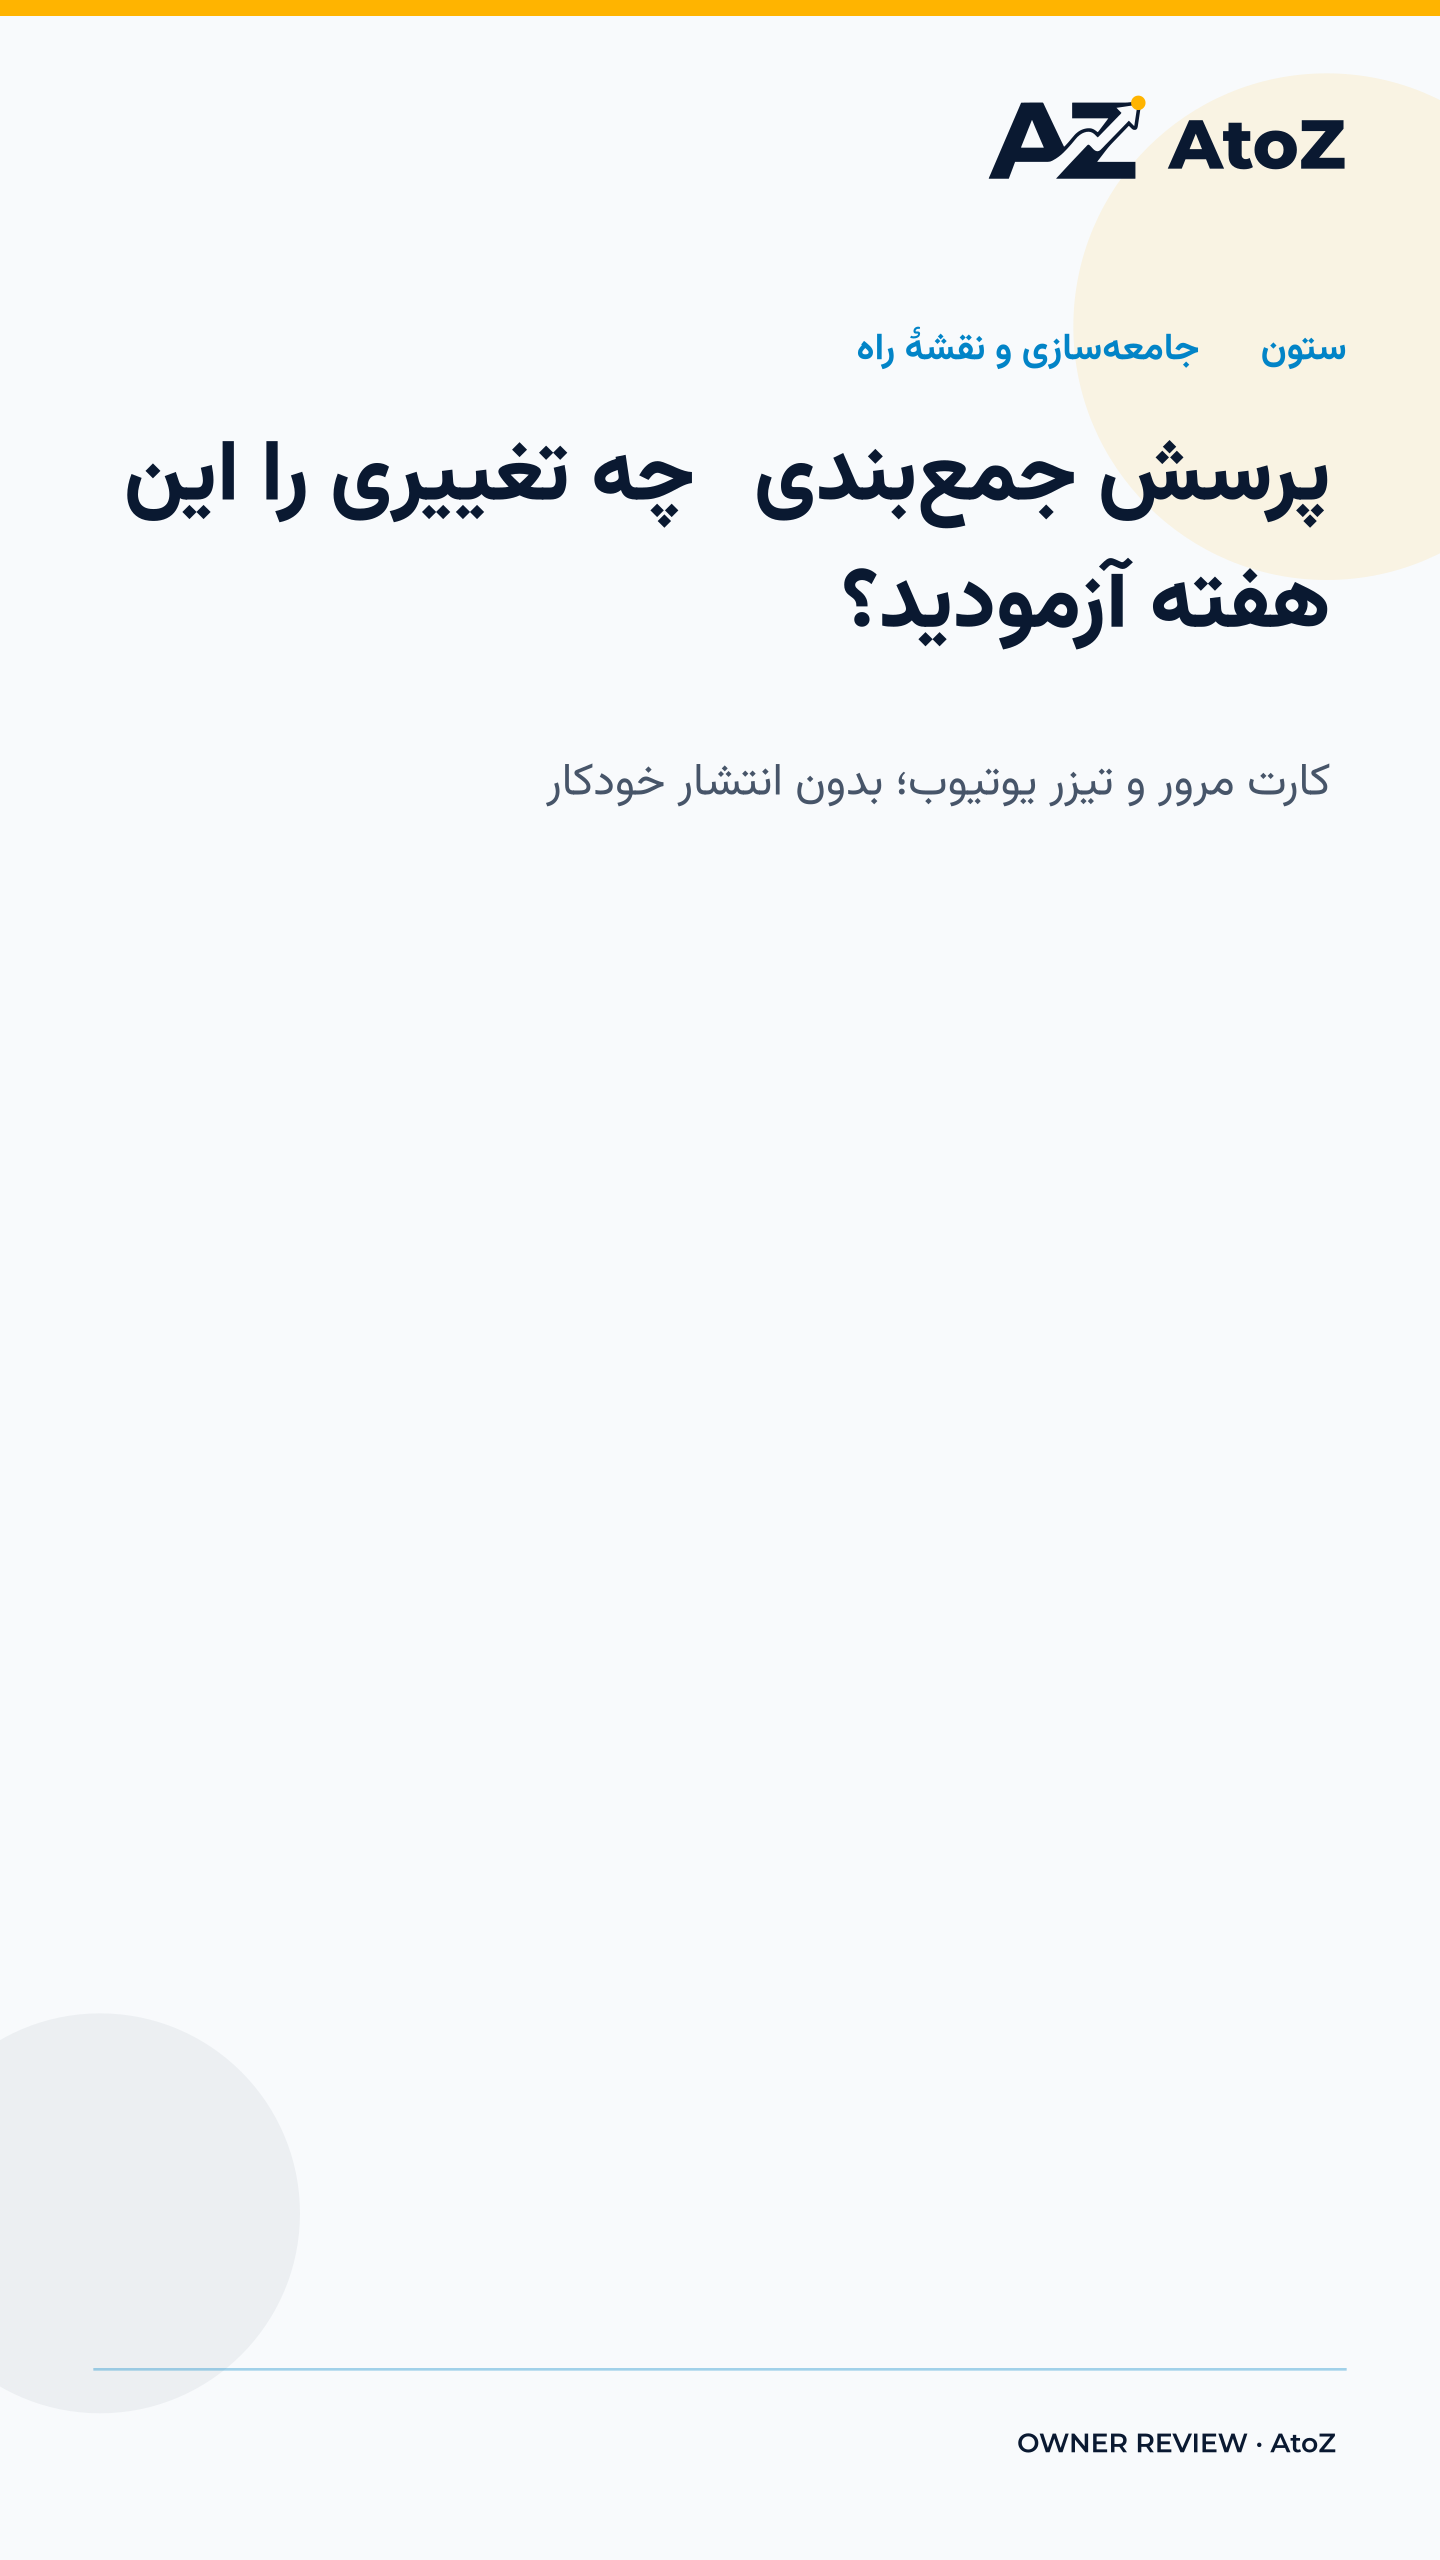 AZ AtoZ
ستون جامعه‌سازی و نقشهٔ راه
پرسش جمع‌بندی چه تغییری را این
هفته آزمودید؟
کارت مرور و تیزر یوتیوب؛ بدون انتشار خودکار
OWNER REVIEW · AtoZ